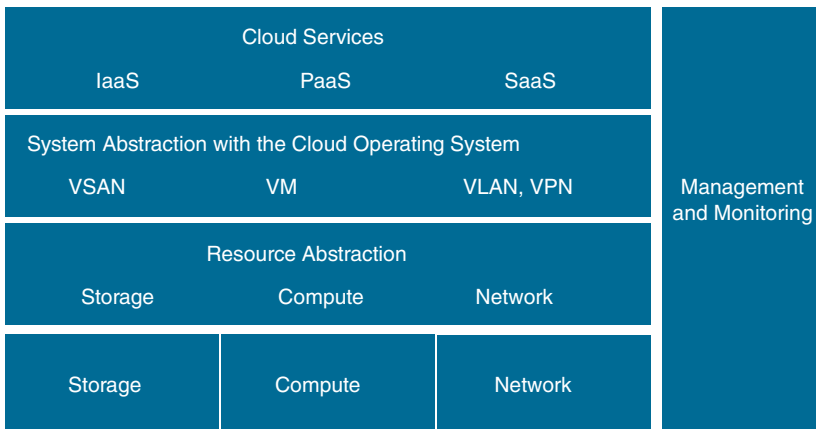 Cloud Services
IaaS PaaS SaaS
System Abstraction with the Cloud Operating System
VSAN VM VLAN, VPN
Resource Abstraction
Storage Compute Network
Storage Compute Network
Management
and Monitoring